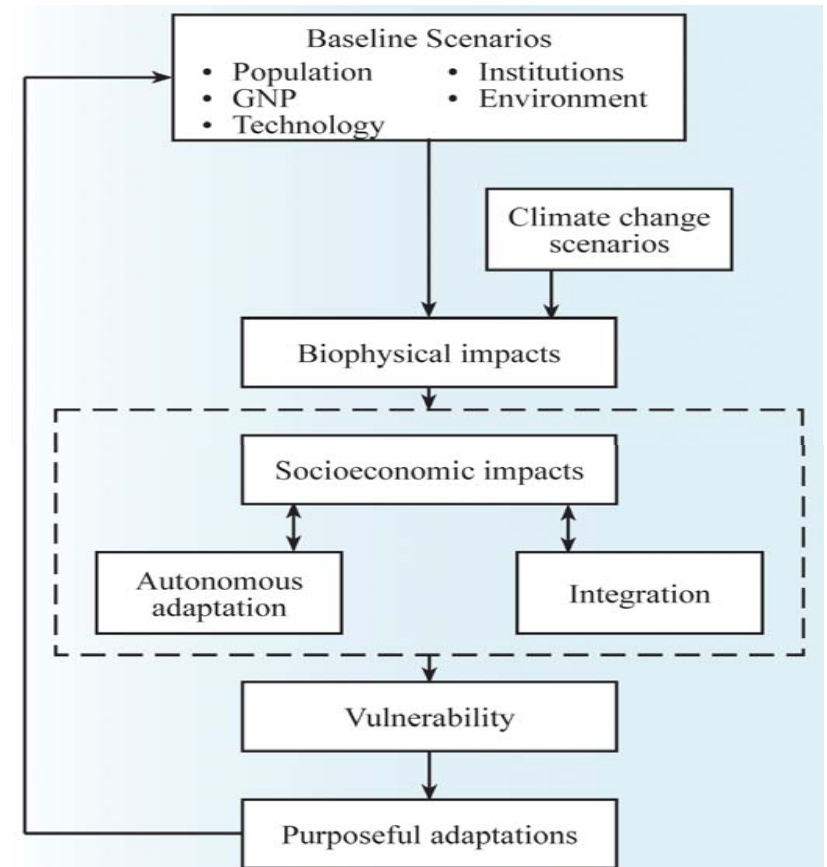 Baseline Scenarios
• Population • Institutions
• GNP • Environment
• Technology
Climate change
scenarios
Biophysical impacts
Socioeconomic impacts
Autonomous
adaptation
Integration
Vulnerability
Purposeful adaptations